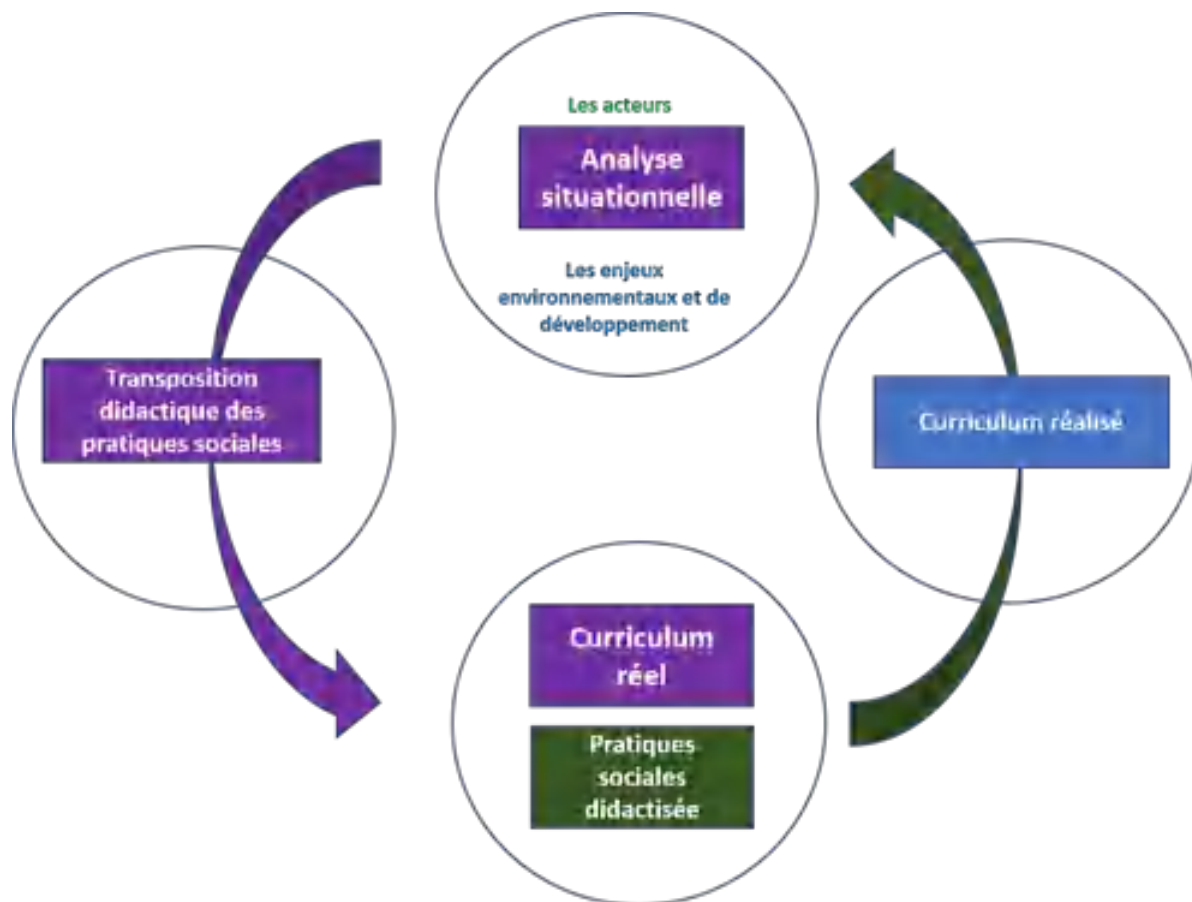 Les acteurs
Analyse
situationnelle
Les enjeux
environnementaux et de
développement
Transposition
didactique des
pratiques sociales
Curriculum réalisé
Curriculum
réel
Pratiques
sociales
didactisée